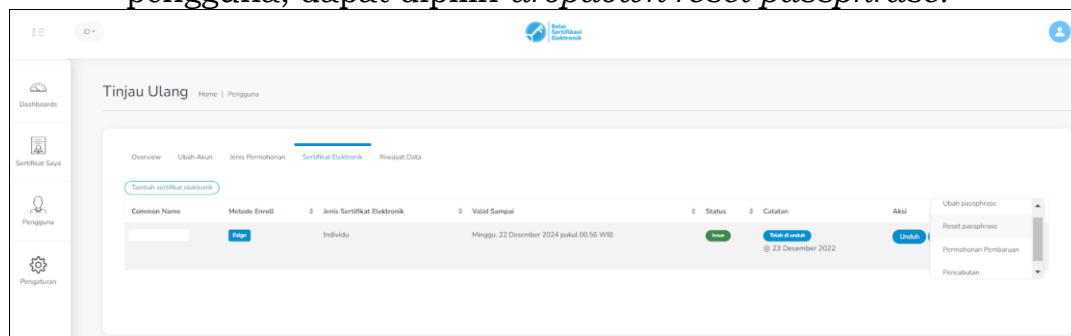 pengguna, dapat dipilih dropdown reset passphrase.
ID
Balai
Sertifikasi
Elektronik
Dashboards
Sertifikat Saya
Pengguna
Pengaturan
Tinjau Ulang Home | Pengguna
Overview Ubah Akun Jenis Permohonan Sertifikat Elektronik Riwayat Data
Tambah sertifikat elektronik
Common Name Metode Enroll Jenis Sertifikat Elektronik Valid Sampai Status Catatan Aksi
Esign Individu Minggu, 22 Desember 2024 pukul 00.56 WIB Issue Telah di unduh Unduh
@ 23 Desember 2022
Ubah passphrase
Reset passphrase
Permohonan Pembaruan
Pencabutan